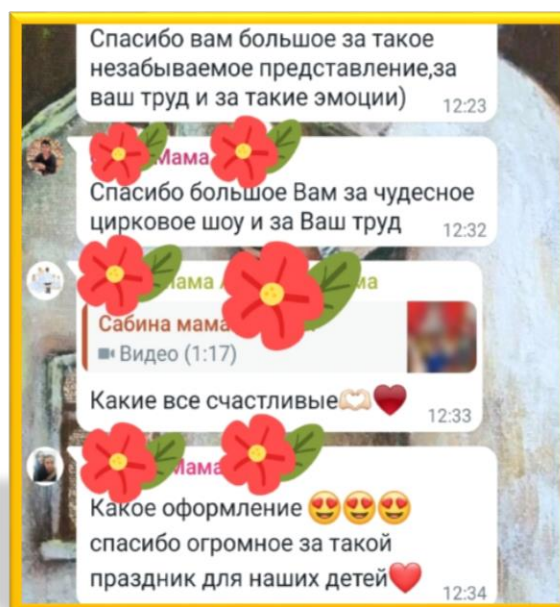 Спасибо вам большое за такое
незабываемое представление,за
ваш труд и за такие эмоции)
12:23
Мама
Спасибо большое Вам за чудесное
цирковое шоу и за Ваш труд
12:32
мама
Сабина мама
Видео (1:17)
Какие все счастливые🫶🏻❤️
12:33
Мама
Какое оформление 😍😍😍
спасибо огромное за такой
праздник для наших детей❤️
12:34